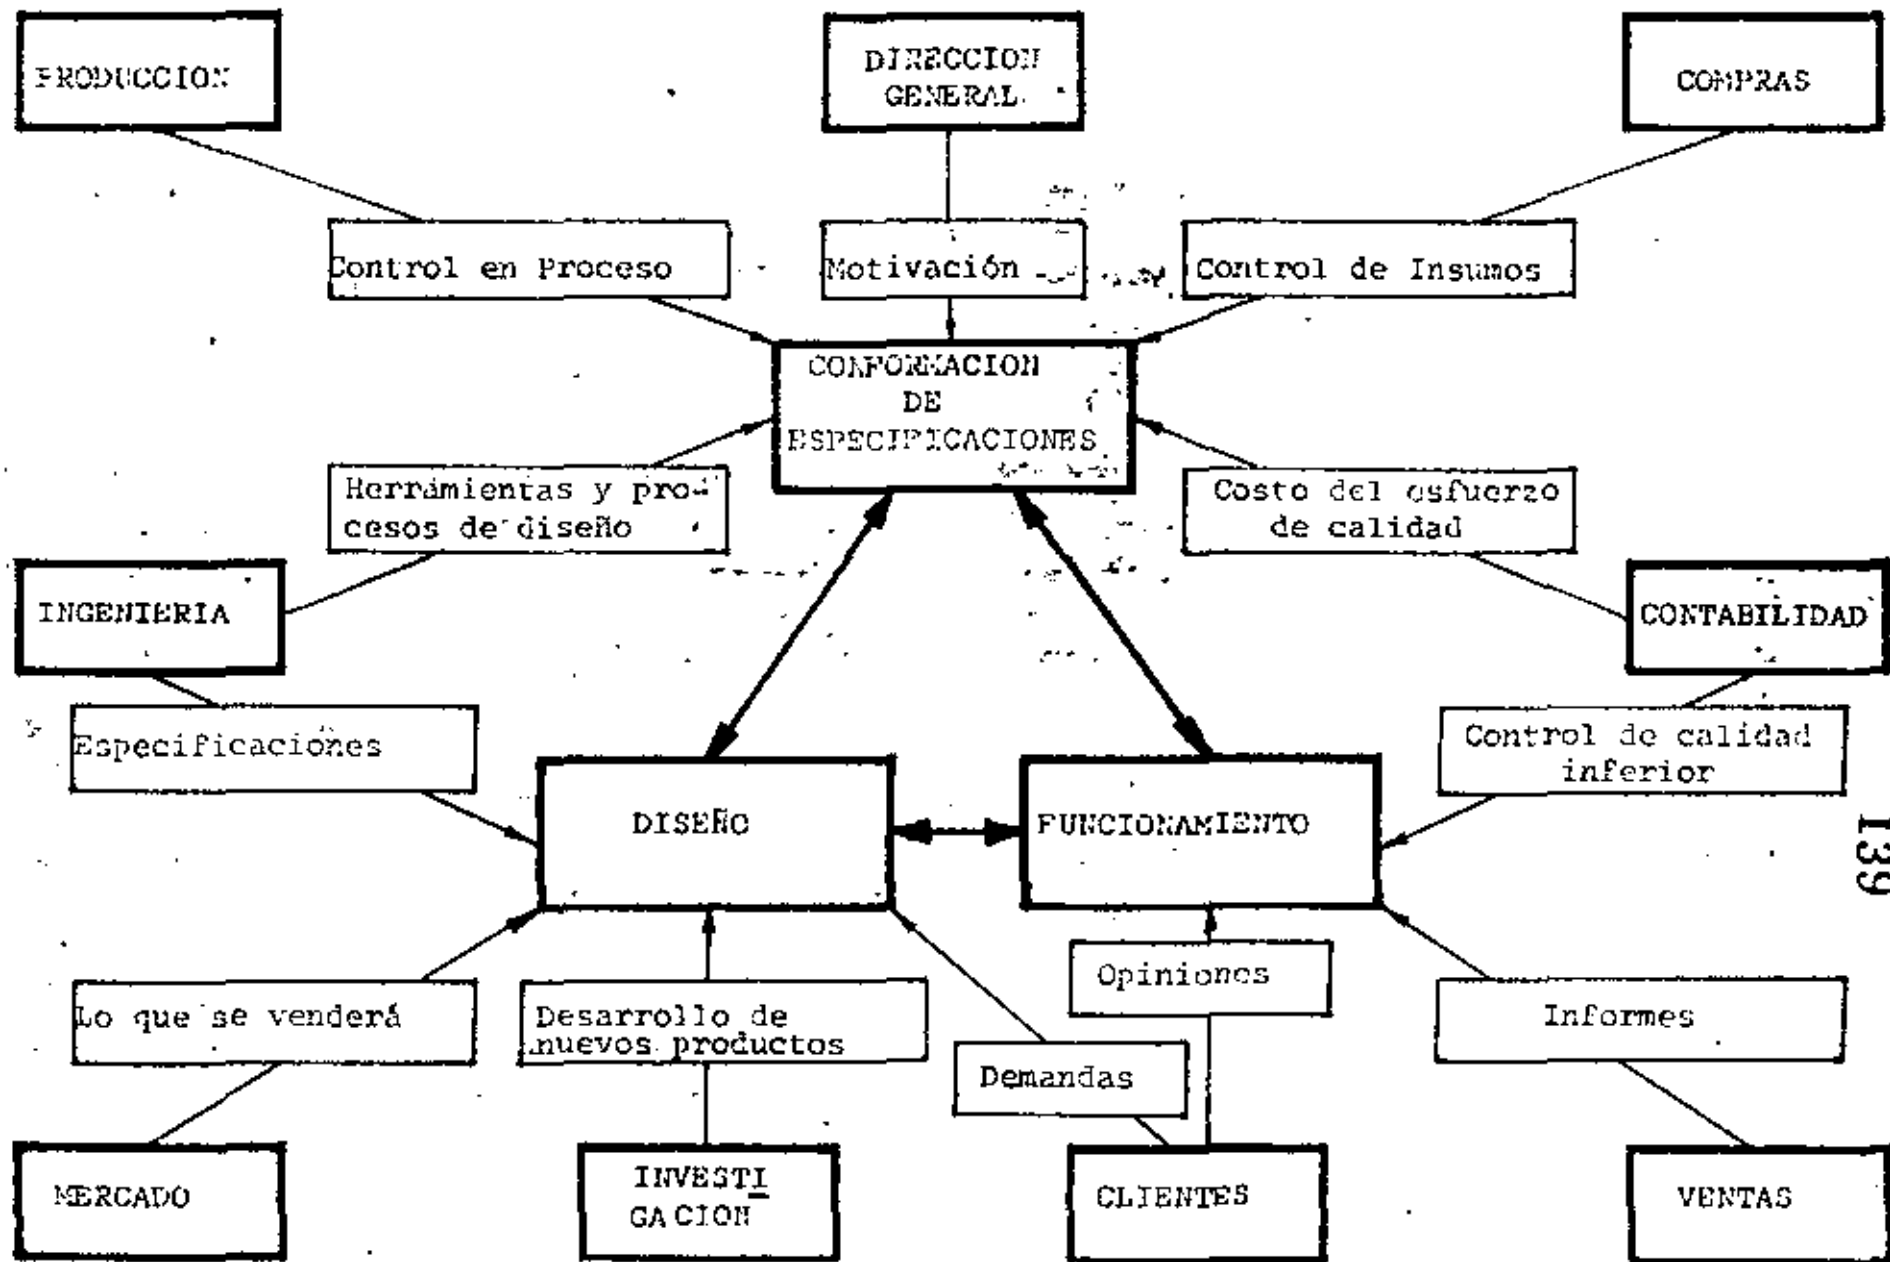 PRODUCCION
DIRECCION
GENERAL
COMPRAS
Control en Proceso
Motivación
Control de Insumos
CONFORMACION
DE
ESPECIFICACIONES
Herramientas y pro-
cesos de diseño
Costo del esfuerzo
de calidad
INGENIERIA
CONTABILIDAD
Especificaciones
Control de calidad
inferior
DISEÑO
FUNCIONAMIENTO
139
Opiniones
Lo que se venderá
Desarrollo de
nuevos productos
Informes
Demandas
MERCADO
INVESTI
GACION
CLIENTES
VENTAS